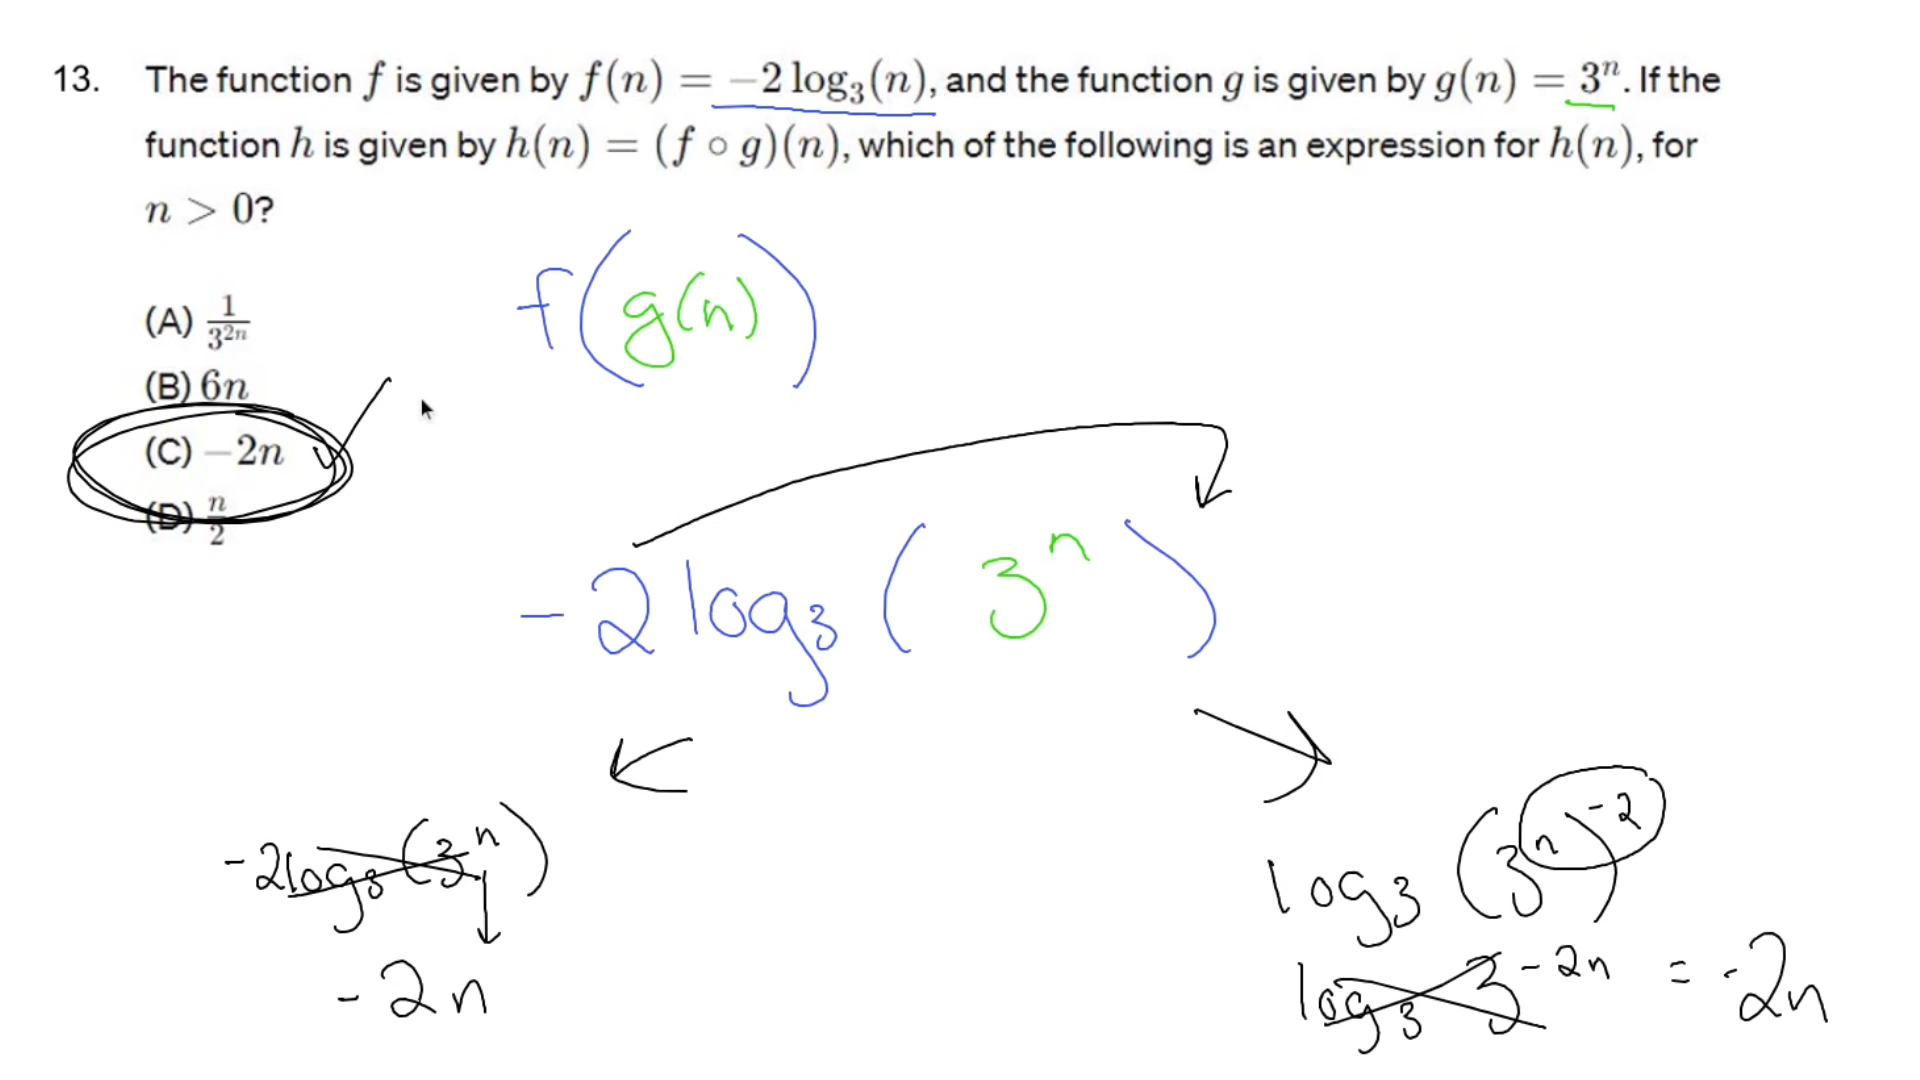 13. The function f is given by f(n) = −2 log₃(n), and the function g is given by g(n) = 3ⁿ. If the
function h is given by h(n) = (f ∘ g)(n), which of the following is an expression for h(n), for
n > 0?
f(g(n))
(A) 1/3²ⁿ
(B) 6n
(C) −2n
(D) n/2
-2 log₃(3ⁿ)
-2log₃(3ⁿ)
-2n
log₃(3ⁿ)⁻²
log₃ 3⁻²ⁿ = -2n